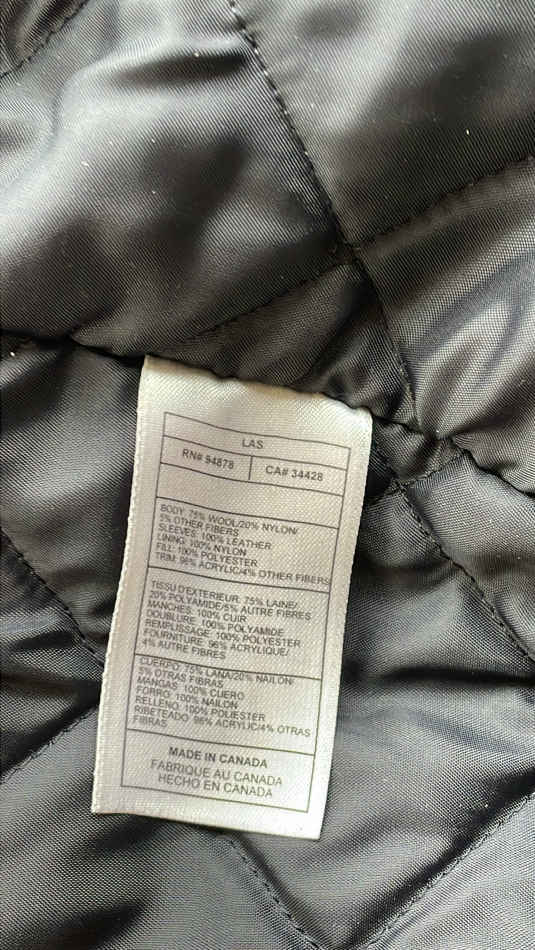 LAS
RN# 94878 CA# 34428
BODY: 75% WOOL/20% NYLON/
5% OTHER FIBERS
SLEEVES: 100% LEATHER
LINING: 100% NYLON
FILL: 100% POLYESTER
TRIM: 96% ACRYLIC/4% OTHER FIBERS
TISSU D'EXTERIEUR: 75% LAINE/
20% POLYAMIDE/5% AUTRE FIBRES
MANCHES: 100% CUIR
DOUBLURE: 100% POLYAMIDE
REMPLISSAGE: 100% POLYESTER
FOURNITURE: 96% ACRYLIQUE/
4% AUTRE FIBRES
CUERPO: 75% LANA/20% NAILON/
5% OTRAS FIBRAS
MANGAS: 100% CUERO
FORRO: 100% NAILON
RELLENO: 100% POLIESTER
RIBETEADO: 96% ACRYLIC/4% OTRAS
FIBRAS
MADE IN CANADA
FABRIQUE AU CANADA
HECHO EN CANADA